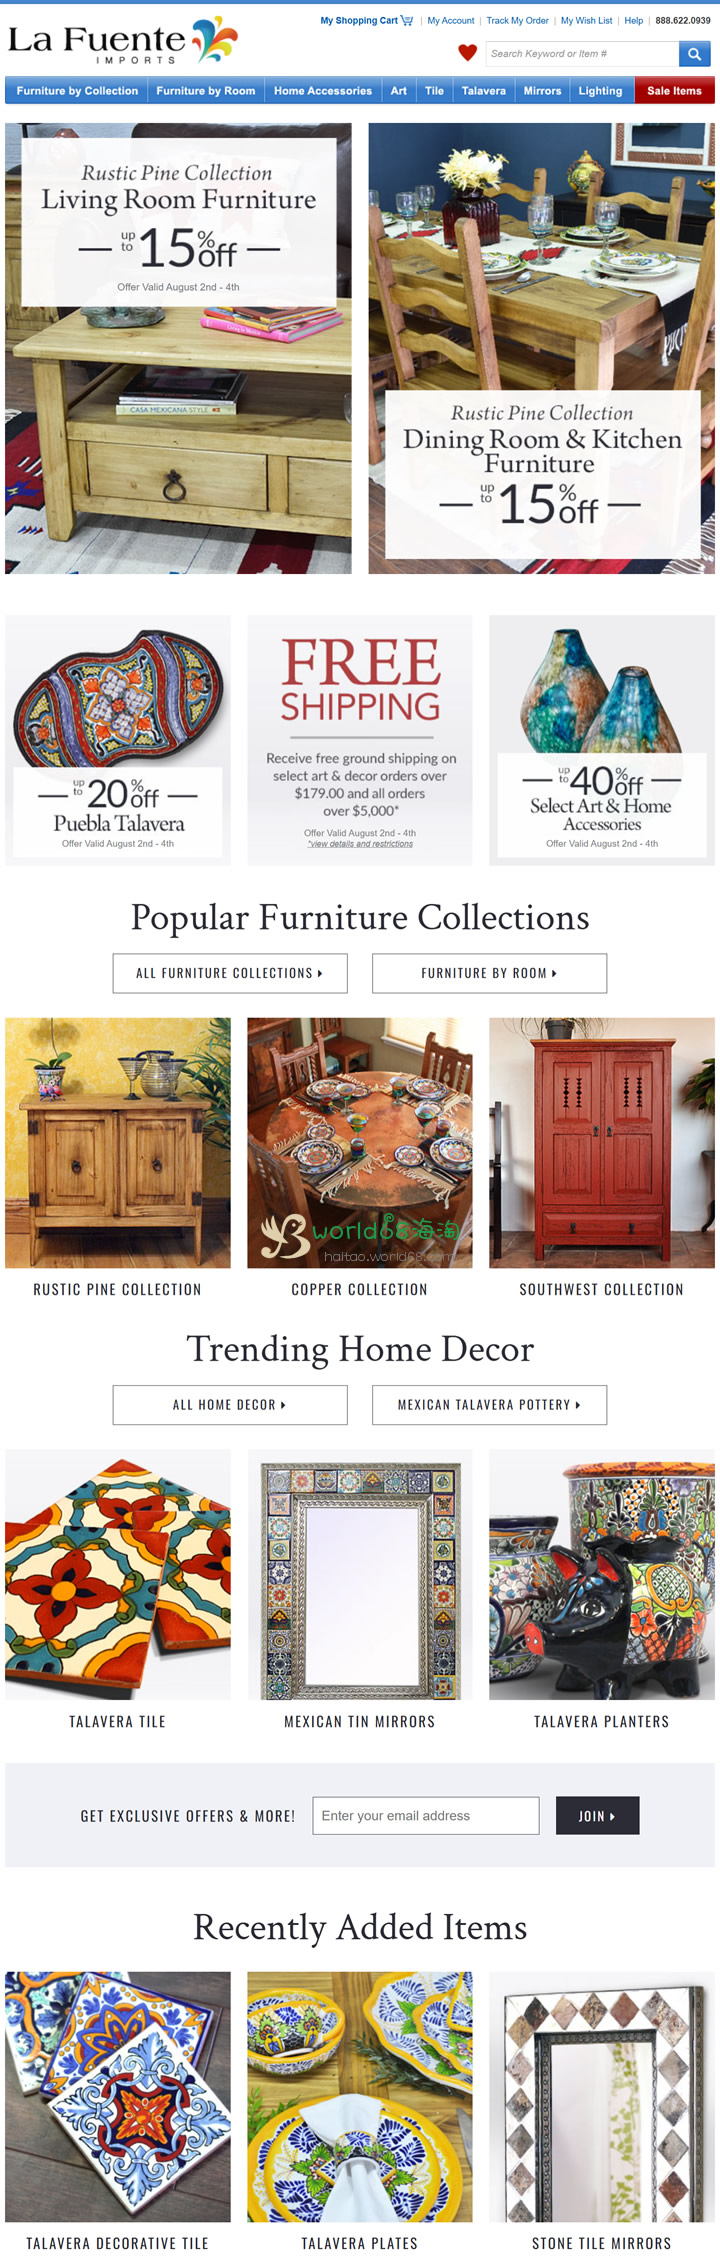 My Shopping Cart | My Account | Track My Order | My Wish List | Help | 888.622.0939
La Fuente
IMPORTS
Search Keyword or Item #
Furniture by Collection Furniture by Room Home Accessories Art Tile Talavera Mirrors Lighting Sale Items
Rustic Pine Collection
Living Room Furniture
up to 15% off
Offer Valid August 2nd - 4th
CASA MEXICANA STYLE
Rustic Pine Collection
Dining Room & Kitchen
Furniture
up to 15% off
up to 20% off
Puebla Talavera
Offer Valid August 2nd - 4th
FREE
SHIPPING
Receive free ground shipping on
select art & decor orders over
$179.00 and all orders
over $5,000*
Offer Valid August 2nd - 4th
*view details and restrictions
up to 40% off
Select Art & Home
Accessories
Offer Valid August 2nd - 4th
Popular Furniture Collections
ALL FURNITURE COLLECTIONS FURNITURE BY ROOM
world68海淘
haitao.world68.com
RUSTIC PINE COLLECTION COPPER COLLECTION SOUTHWEST COLLECTION
Trending Home Decor
ALL HOME DECOR MEXICAN TALAVERA POTTERY
TALAVERA TILE MEXICAN TIN MIRRORS TALAVERA PLANTERS
GET EXCLUSIVE OFFERS & MORE! Enter your email address JOIN
Recently Added Items
TALAVERA DECORATIVE TILE TALAVERA PLATES STONE TILE MIRRORS